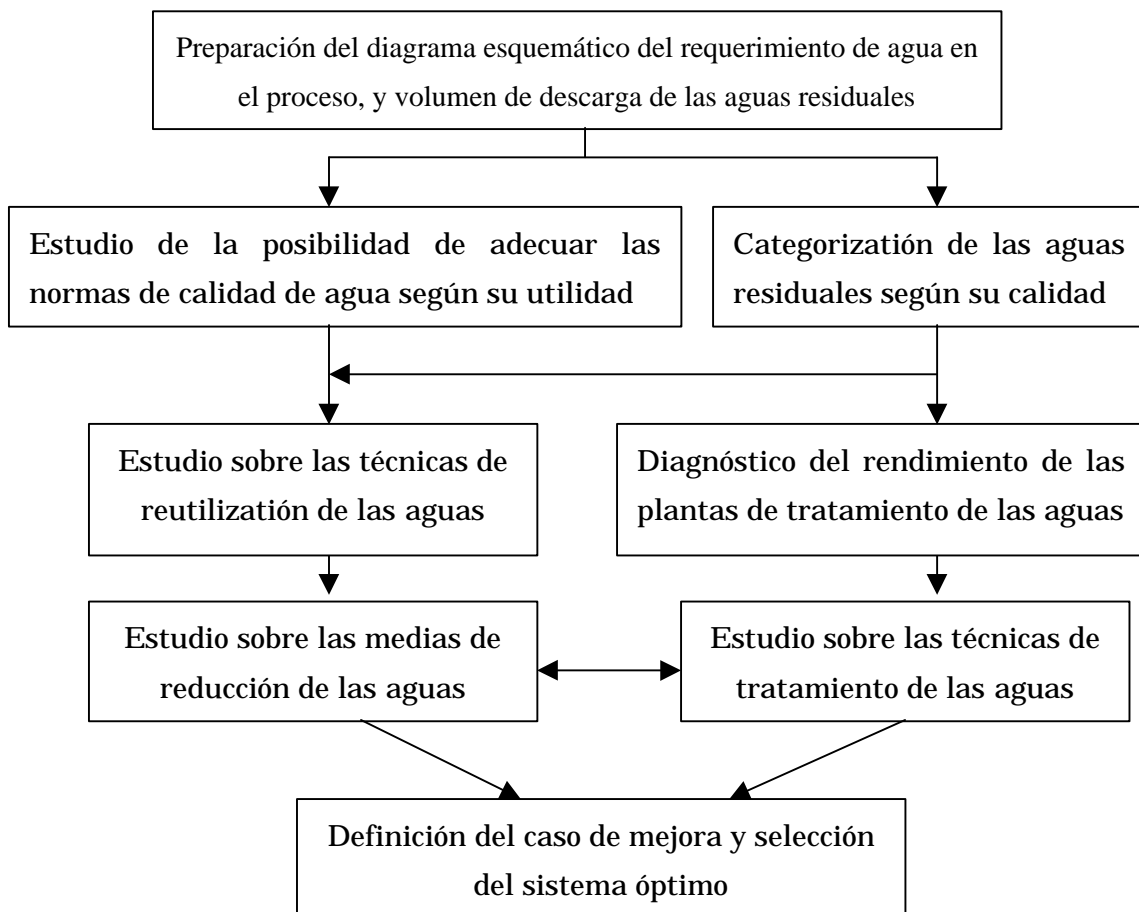 Preparación del diagrama esquemático del requerimiento de agua en
el proceso, y volumen de descarga de las aguas residuales
Estudio de la posibilidad de adecuar las
normas de calidad de agua según su utilidad
Categorizatión de las aguas
residuales según su calidad
Estudio sobre las técnicas de
reutilizatión de las aguas
Diagnóstico del rendimiento de las
plantas de tratamiento de las aguas
Estudio sobre las medias de
reducción de las aguas
Estudio sobre las técnicas de
tratamiento de las aguas
Definición del caso de mejora y selección
del sistema óptimo